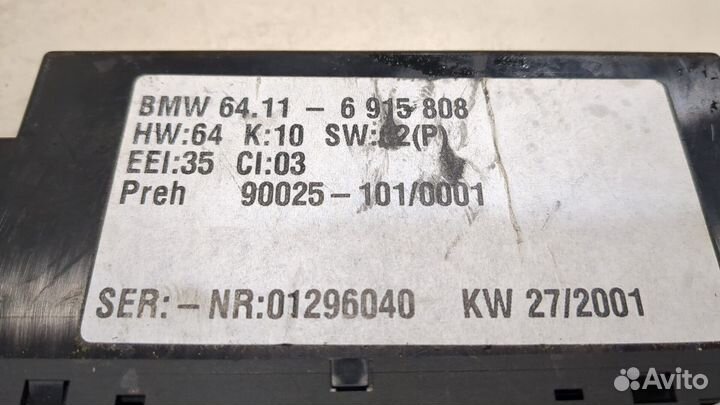 BMW 64.11 - 6 915 808
HW:64 K:10 (P)
EEI:35 CI:03
Preh 90025-101/0001
SER:-NR:01296040 KW 27/2001
Avito